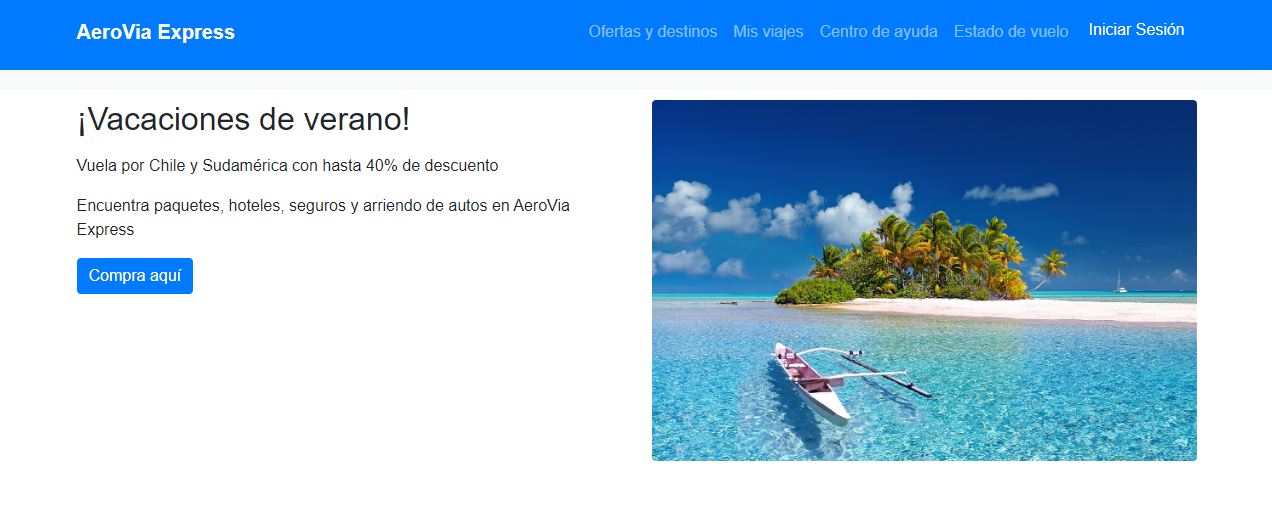 AeroVia Express
Ofertas y destinos Mis viajes Centro de ayuda Estado de vuelo Iniciar Sesión
¡Vacaciones de verano!
Vuela por Chile y Sudamérica con hasta 40% de descuento
Encuentra paquetes, hoteles, seguros y arriendo de autos en AeroVia
Express
Compra aquí